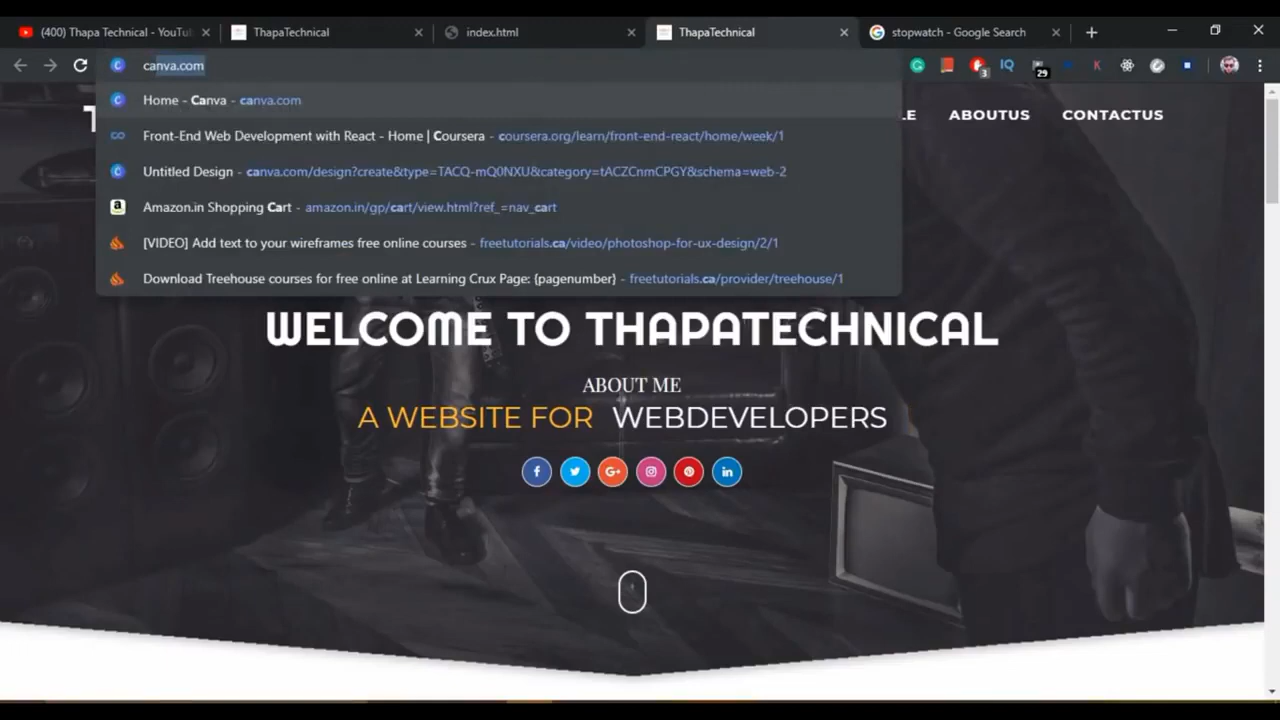 (400) Thapa Technical - YouTu
ThapaTechnical
index.html
ThapaTechnical
stopwatch - Google Search
canva.com
3
IQ
29
K
Home - Canva - canva.com
T
LE
ABOUTUS
CONTACTUS
Front-End Web Development with React - Home | Coursera - coursera.org/learn/front-end-react/home/week/1
Untitled Design - canva.com/design?create&type=TACQ-mQ0NXU&category=tACZCnmCPGY&schema=web-2
Amazon.in Shopping Cart - amazon.in/gp/cart/view.html?ref_=nav_cart
[VIDEO] Add text to your wireframes free online courses - freetutorials.ca/video/photoshop-for-ux-design/2/1
Download Treehouse courses for free online at Learning Crux Page: {pagenumber} - freetutorials.ca/provider/treehouse/1
WELCOME TO THAPATECHNICAL
ABOUT ME
A WEBSITE FOR WEBDEVELOPERS